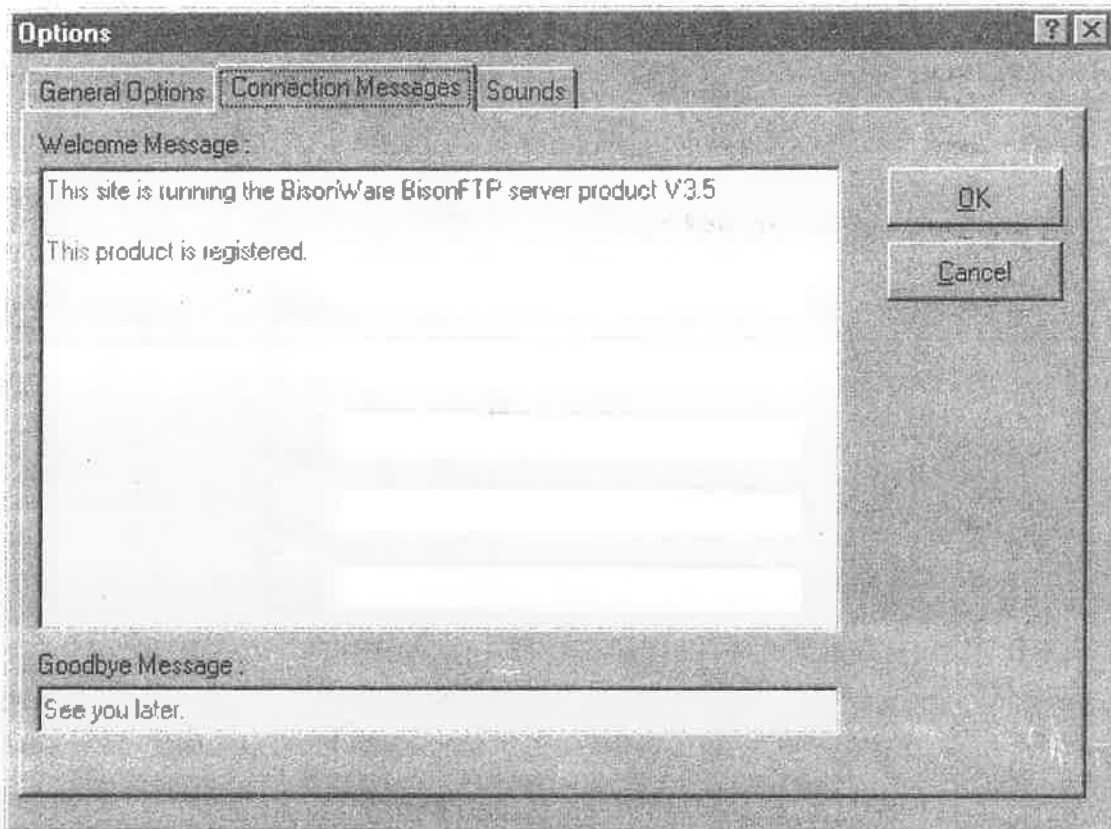 Options
General Options Connection Messages Sounds
Welcome Message :
This site is running the BisonWare BisonFTP server product V3.5
This product is registered.
OK
Cancel
Goodbye Message :
See you later.